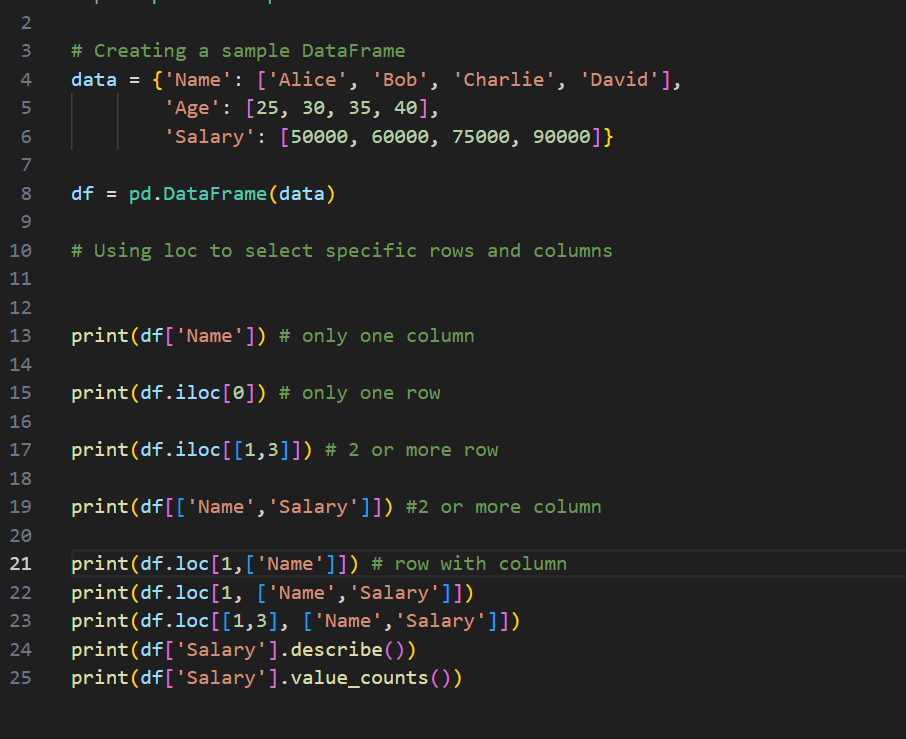 2
3 # Creating a sample DataFrame
4 data = {'Name': ['Alice', 'Bob', 'Charlie', 'David'],
5 'Age': [25, 30, 35, 40],
6 'Salary': [50000, 60000, 75000, 90000]}
7
8 df = pd.DataFrame(data)
9
10 # Using loc to select specific rows and columns
11
12
13 print(df['Name']) # only one column
14
15 print(df.iloc[0]) # only one row
16
17 print(df.iloc[[1,3]]) # 2 or more row
18
19 print(df[['Name','Salary']]) #2 or more column
20
21 print(df.loc[1,['Name']]) # row with column
22 print(df.loc[1, ['Name','Salary']])
23 print(df.loc[[1,3], ['Name','Salary']])
24 print(df['Salary'].describe())
25 print(df['Salary'].value_counts())